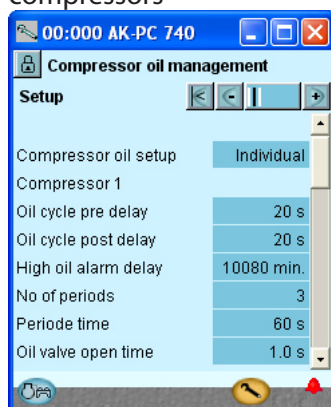 compressors
00:000 AK-PC 740
Compressor oil management
Setup
Compressor oil setup Individual
Compressor 1
Oil cycle pre delay 20 s
Oil cycle post delay 20 s
High oil alarm delay 10080 min.
No of periods 3
Periode time 60 s
Oil valve open time 1.0 s